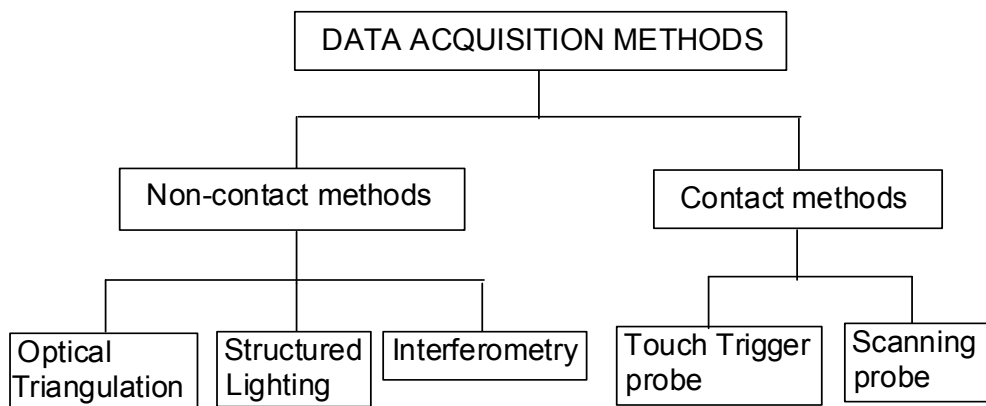 DATA ACQUISITION METHODS
Non-contact methods
Contact methods
Optical
Triangulation
Structured
Lighting
Interferometry
Touch Trigger
probe
Scanning
probe